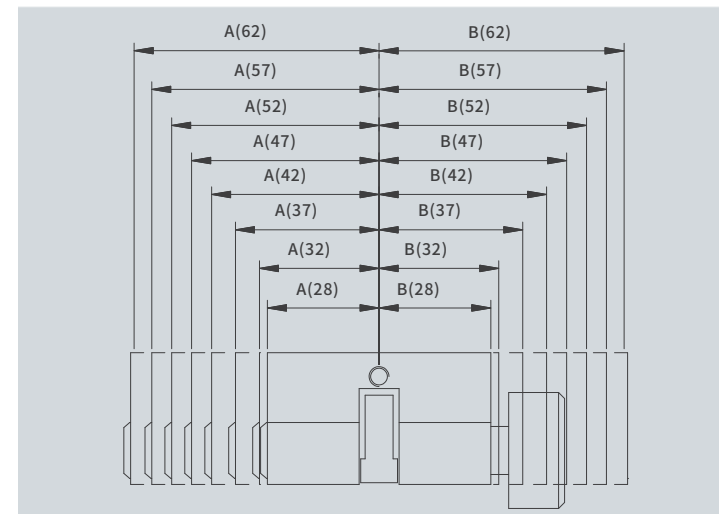 A(62) B(62)
A(57) B(57)
A(52) B(52)
A(47) B(47)
A(42) B(42)
A(37) B(37)
A(32) B(32)
A(28) B(28)